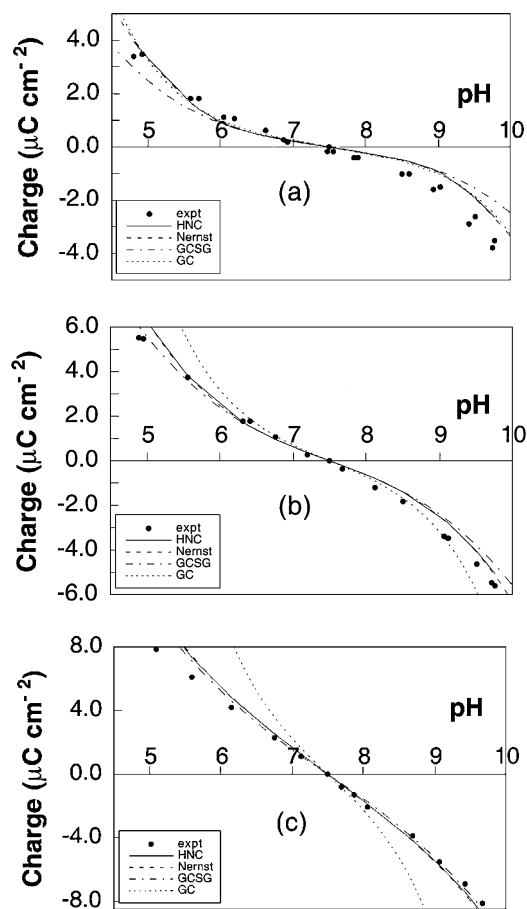 4.0
2.0
0.0
-2.0
-4.0
Charge (μC cm⁻²)
pH
5 6 7 8 9 10
(a)
expt
HNC
Nernst
GCSG
GC
6.0
4.0
2.0
0.0
-2.0
-4.0
-6.0
Charge (μC cm⁻²)
pH
5 6 7 8 9 10
(b)
expt
HNC
Nernst
GCSG
GC
8.0
4.0
0.0
-4.0
-8.0
Charge (μC cm⁻²)
pH
5 6 7 8 9 10
(c)
expt
HNC
Nernst
GCSG
GC